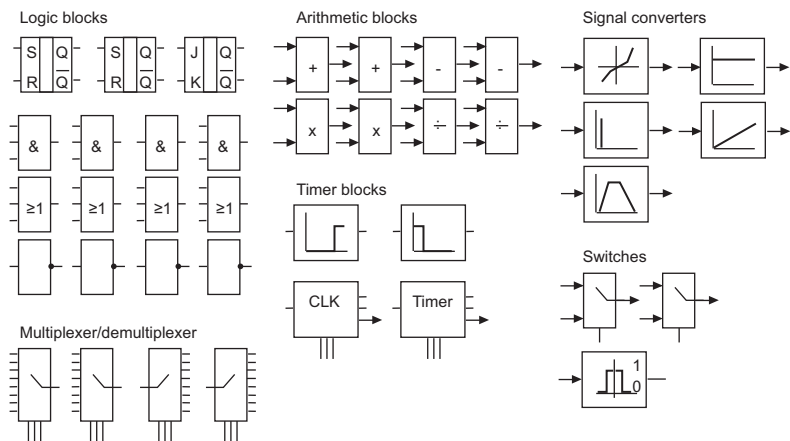 Logic blocks
S Q S Q J Q
R Q̅ R Q̅ K Q̅
& & & &
≥1 ≥1 ≥1 ≥1
Multiplexer/demultiplexer
Arithmetic blocks
+ + - -
x x ÷ ÷
Timer blocks
CLK Timer
Signal converters
Switches
1
0